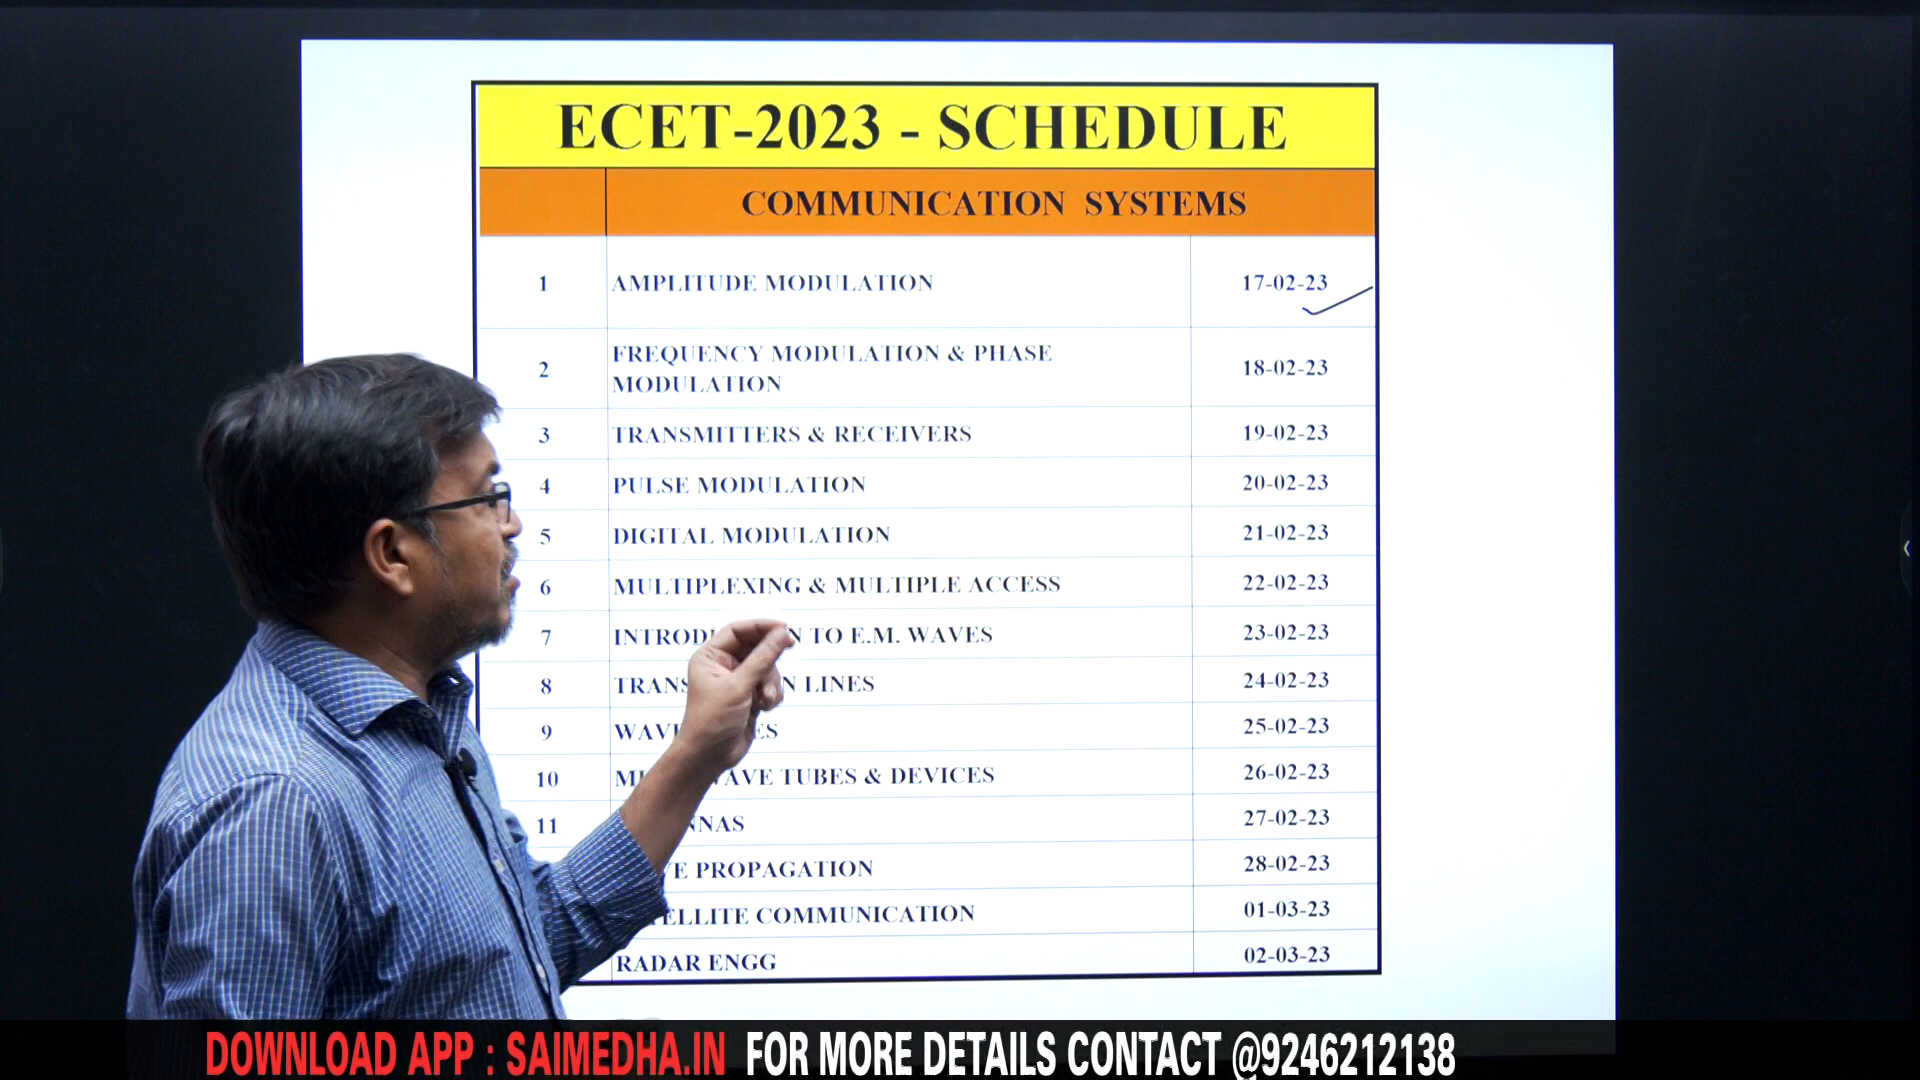 ECET-2023 - SCHEDULE
COMMUNICATION SYSTEMS
1 AMPLITUDE MODULATION 17-02-23
2 FREQUENCY MODULATION & PHASE
MODULATION 18-02-23
3 TRANSMITTERS & RECEIVERS 19-02-23
4 PULSE MODULATION 20-02-23
5 DIGITAL MODULATION 21-02-23
6 MULTIPLEXING & MULTIPLE ACCESS 22-02-23
7 TO E.M. WAVES 23-02-23
8 LINES 24-02-23
9 25-02-23
10 TUBES & DEVICES 26-02-23
11 27-02-23
PROPAGATION 28-02-23
COMMUNICATION 01-03-23
RADAR ENGG 02-03-23
DOWNLOAD APP : SAIMEDHA.IN FOR MORE DETAILS CONTACT @9246212138